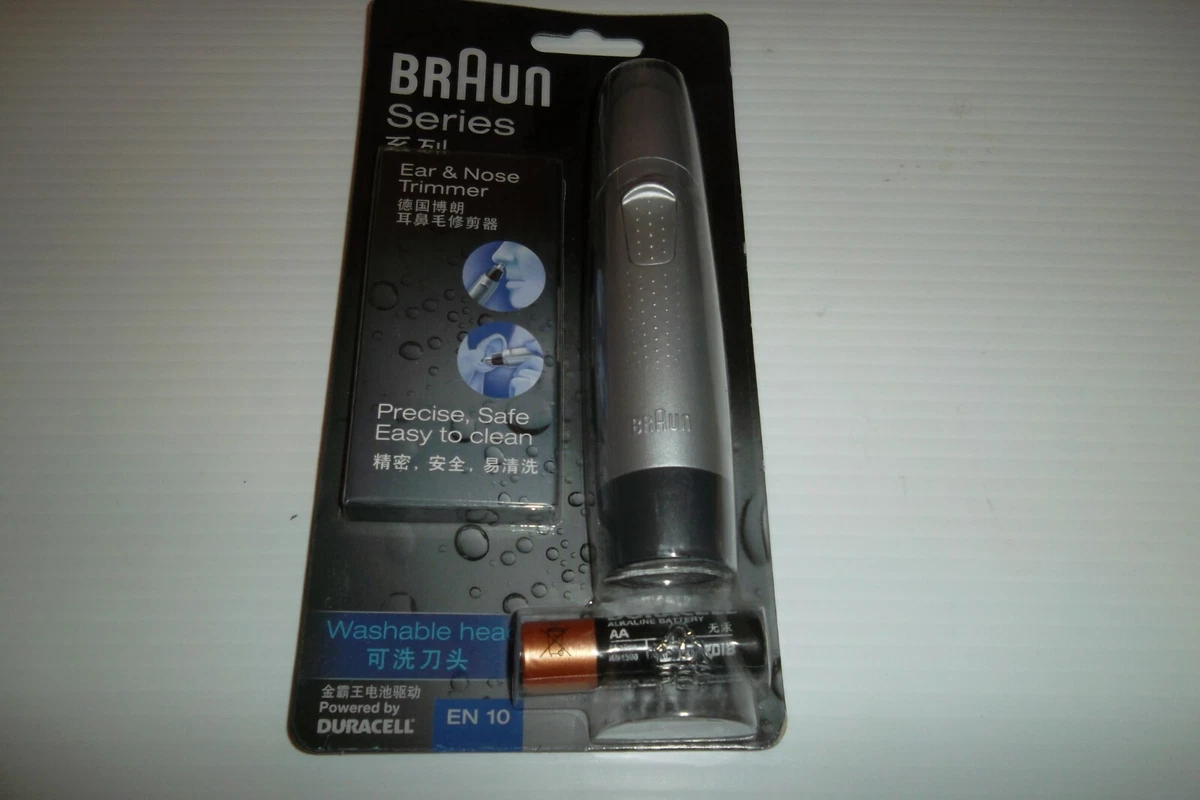 BRAUN
Series
系列
Ear & Nose
Trimmer
德国博朗
耳鼻毛修剪器
Precise, Safe
Easy to clean
精密，安全，易清洗
BRAUN
Washable hea
可洗刀头
金霸王电池驱动
Powered by
DURACELL
EN 10
ALKALINE BATTERY
AA
无汞